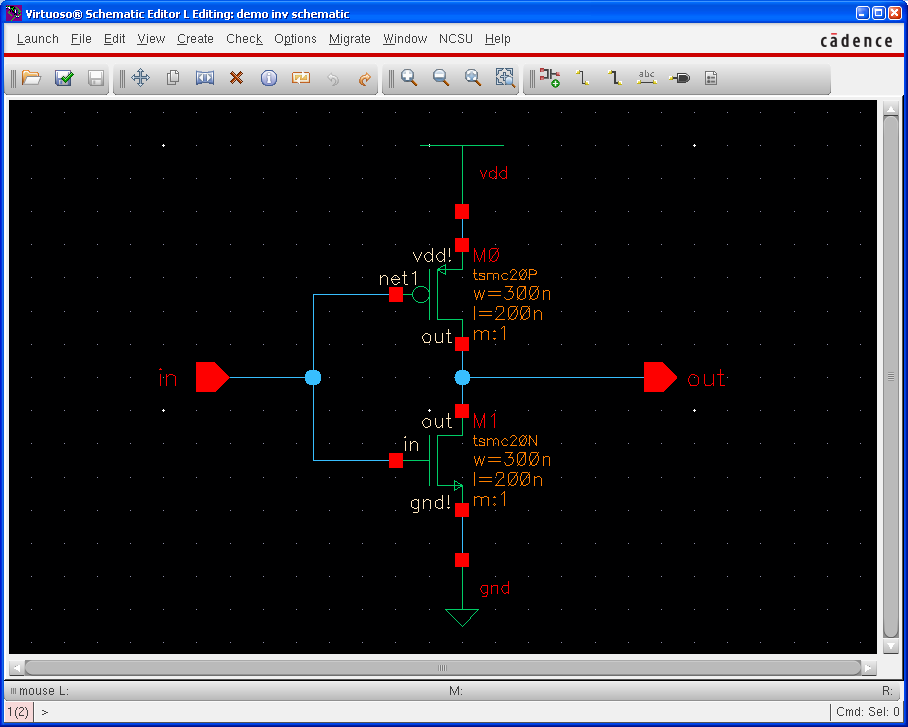 Virtuoso® Schematic Editor L Editing: demo inv schematic
Launch File Edit View Create Check Options Migrate Window NCSU Help
cādence
abc
vdd
vdd!
M0
tsmc20P
net1
w=300n
l=200n
m:1
out
in
out
out
M1
tsmc20N
in
w=300n
l=200n
m:1
gnd!
gnd
mouse L: M: R:
1(2) > Cmd: Sel: 0